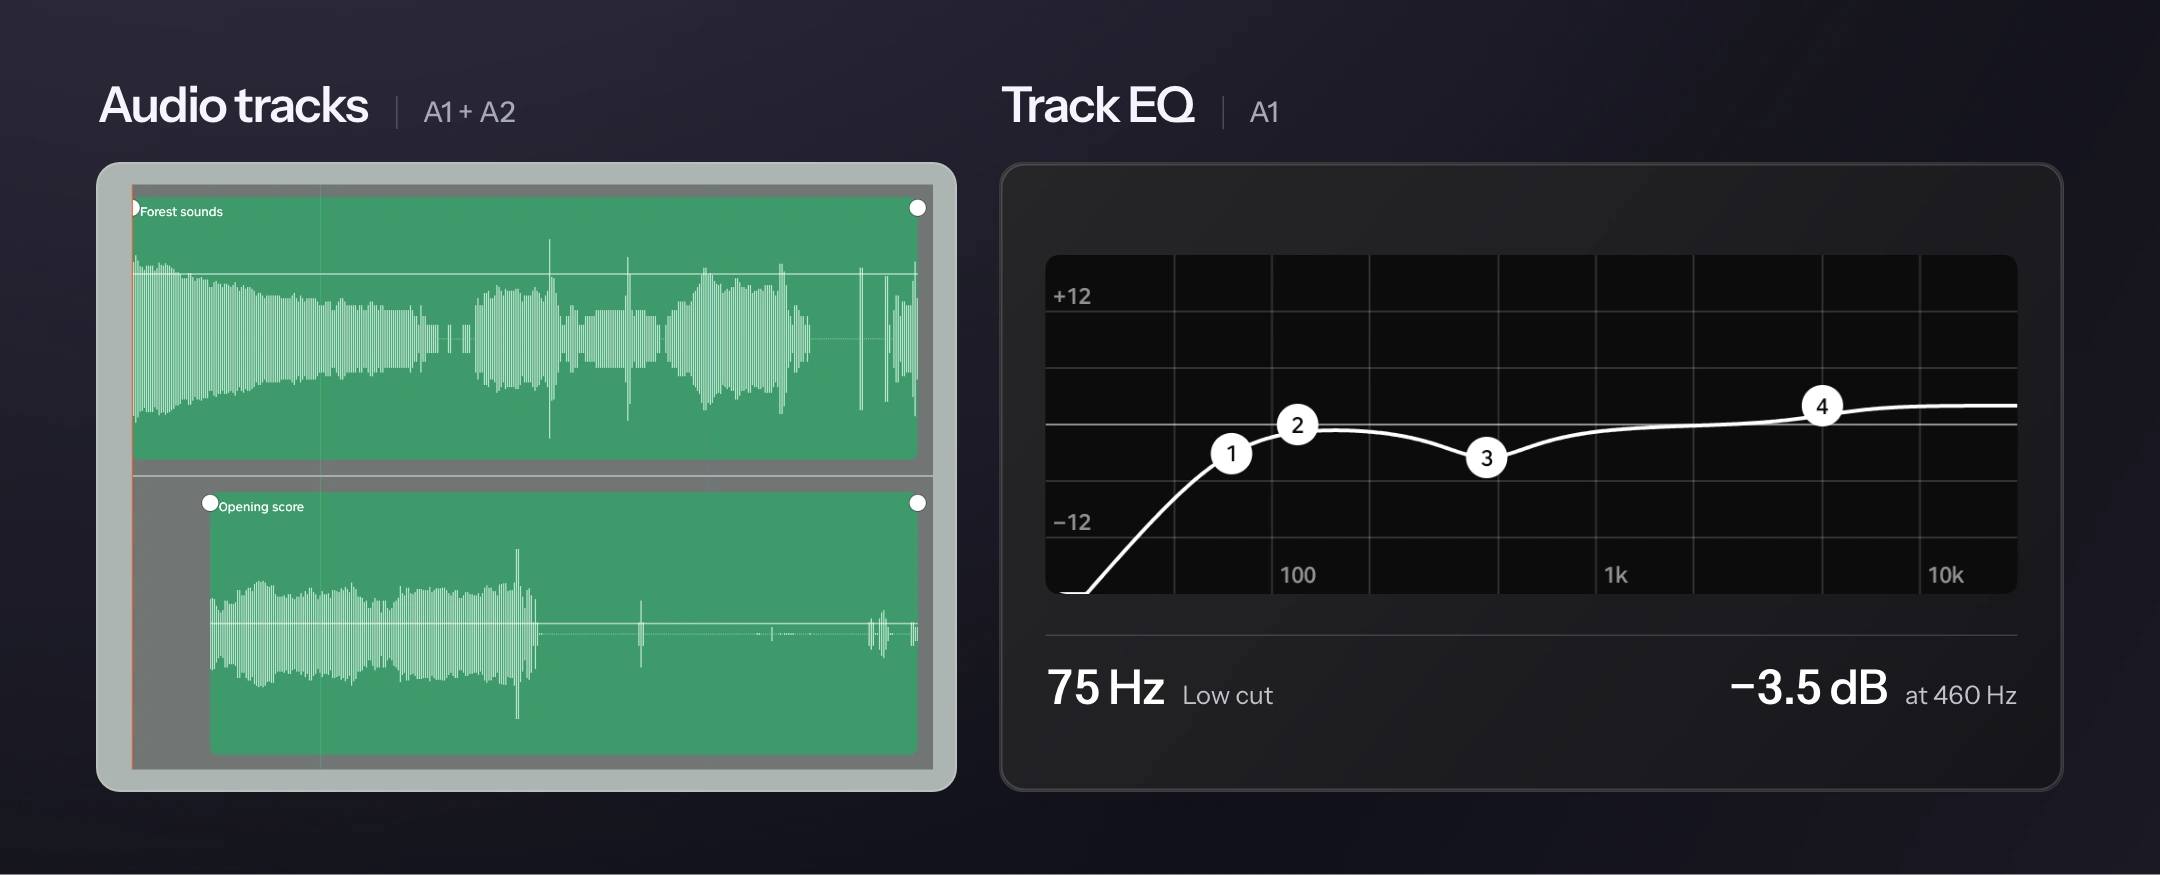 Audio tracks | A1 + A2
Forest sounds
Opening score
Track EQ | A1
+12
−12
100 1k 10k
1
2
3
4
75 Hz Low cut
−3.5 dB at 460 Hz